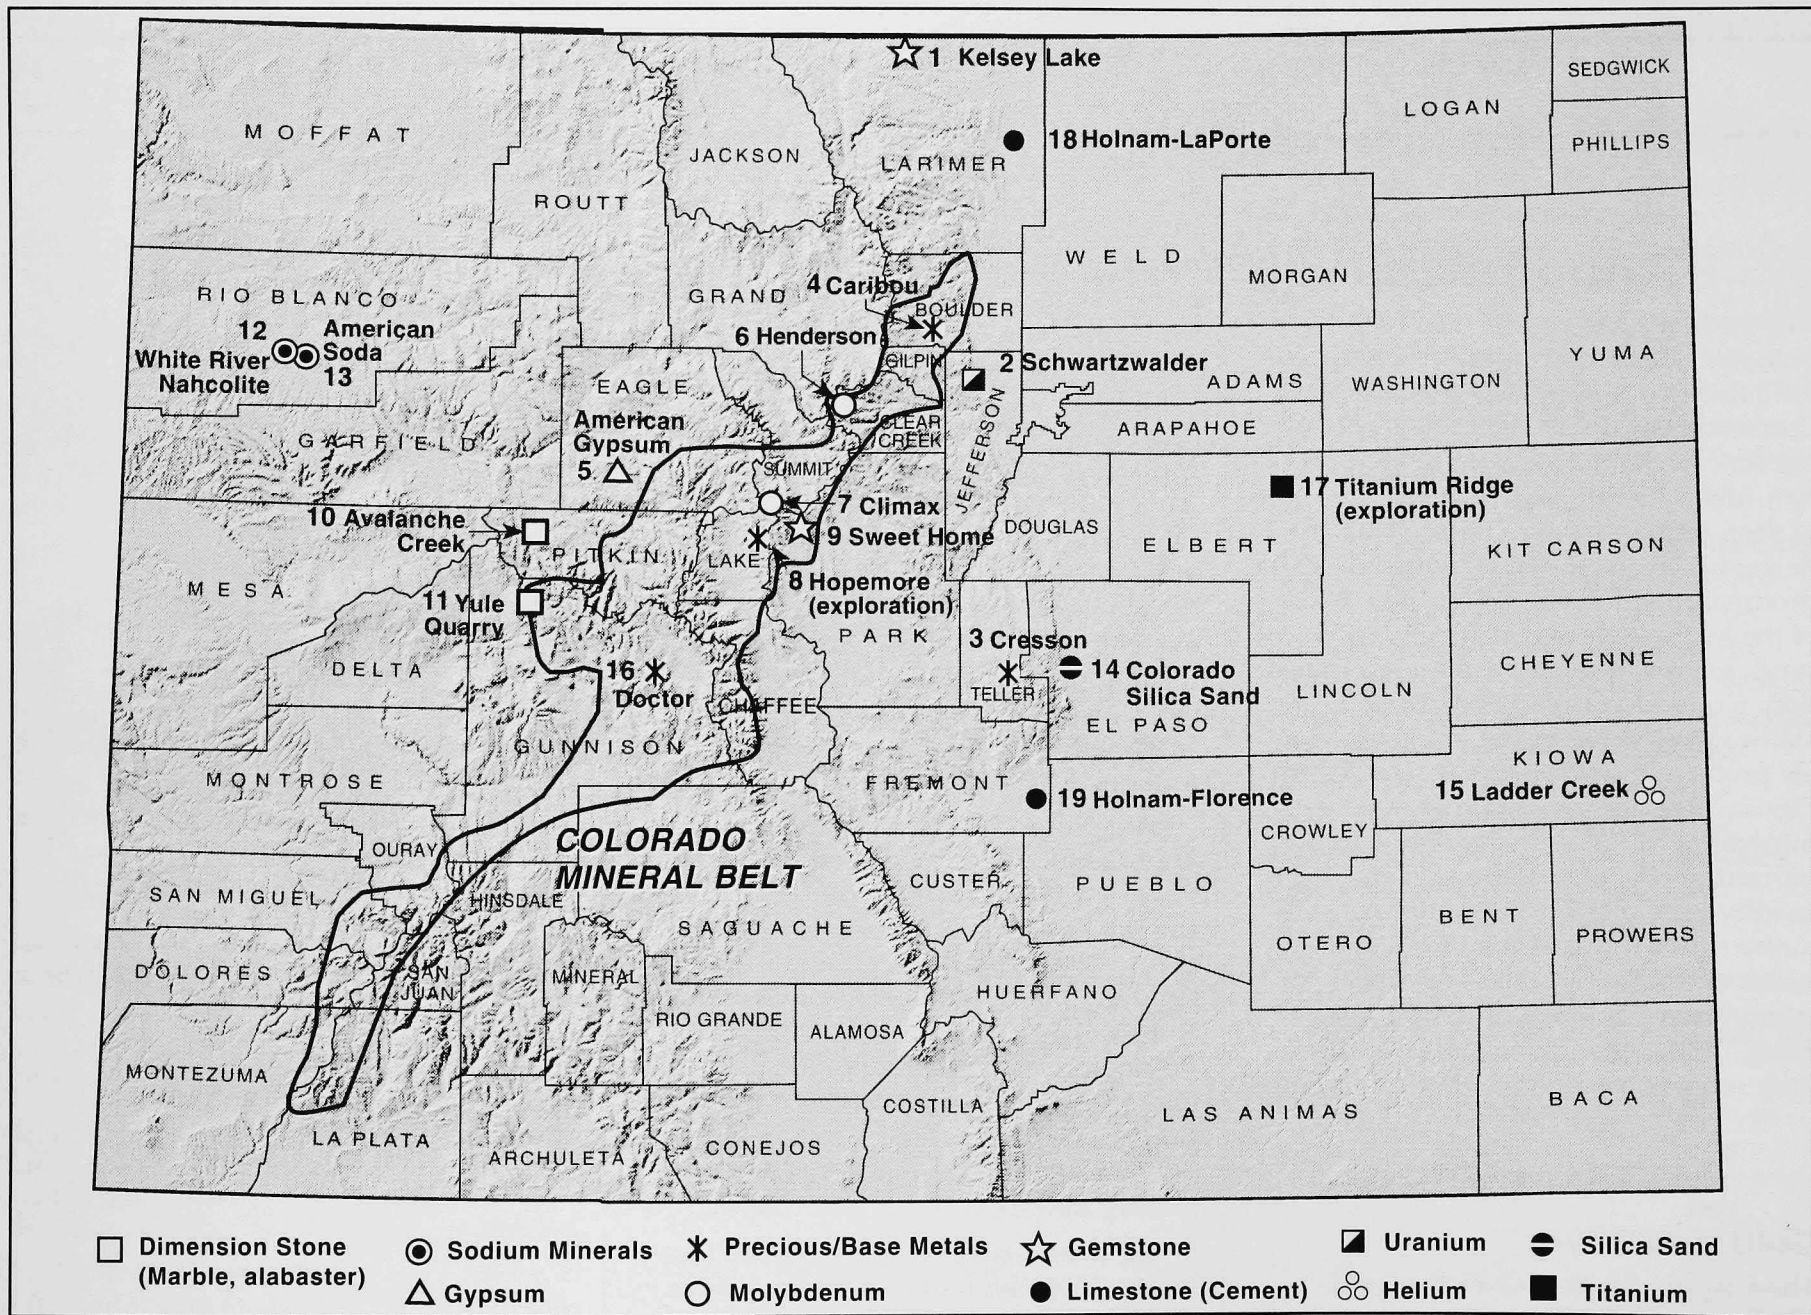 1 Kelsey Lake
SEDGWICK
LOGAN
MOFFAT
PHILLIPS
18 Holnam-LaPorte
JACKSON
LARIMER
ROUTT
WELD
MORGAN
RIO BLANCO
GRAND
4 Caribou
BOULDER
12
American
Soda
13
White River
Nahcolite
6 Henderson
GILPIN
2 Schwartzwalder
YUMA
EAGLE
ADAMS
WASHINGTON
American
Gypsum
5
CLEAR
CREEK
JEFFERSON
ARAPAHOE
GARFIELD
SUMMIT
17 Titanium Ridge
(exploration)
7 Climax
10 Avalanche
Creek
DOUGLAS
9 Sweet Home
ELBERT
KIT CARSON
PITKIN
LAKE
MESA
8 Hopemore
(exploration)
11 Yule
Quarry
PARK
3 Cresson
DELTA
16
Doctor
14 Colorado
Silica Sand
CHEYENNE
TELLER
LINCOLN
CHAFFEE
EL PASO
GUNNISON
KIOWA
MONTROSE
FREMONT
15 Ladder Creek
19 Holnam-Florence
CROWLEY
COLORADO
MINERAL BELT
OURAY
CUSTER
PUEBLO
SAN MIGUEL
HINSDALE
BENT
SAGUACHE
OTERO
PROWERS
DOLORES
SAN
JUAN
MINERAL
HUERFANO
RIO GRANDE
ALAMOSA
MONTEZUMA
COSTILLA
LAS ANIMAS
BACA
LA PLATA
ARCHULETA
CONEJOS
Dimension Stone
(Marble, alabaster)
Sodium Minerals
Gypsum
Precious/Base Metals
Molybdenum
Gemstone
Limestone (Cement)
Uranium
Helium
Silica Sand
Titanium